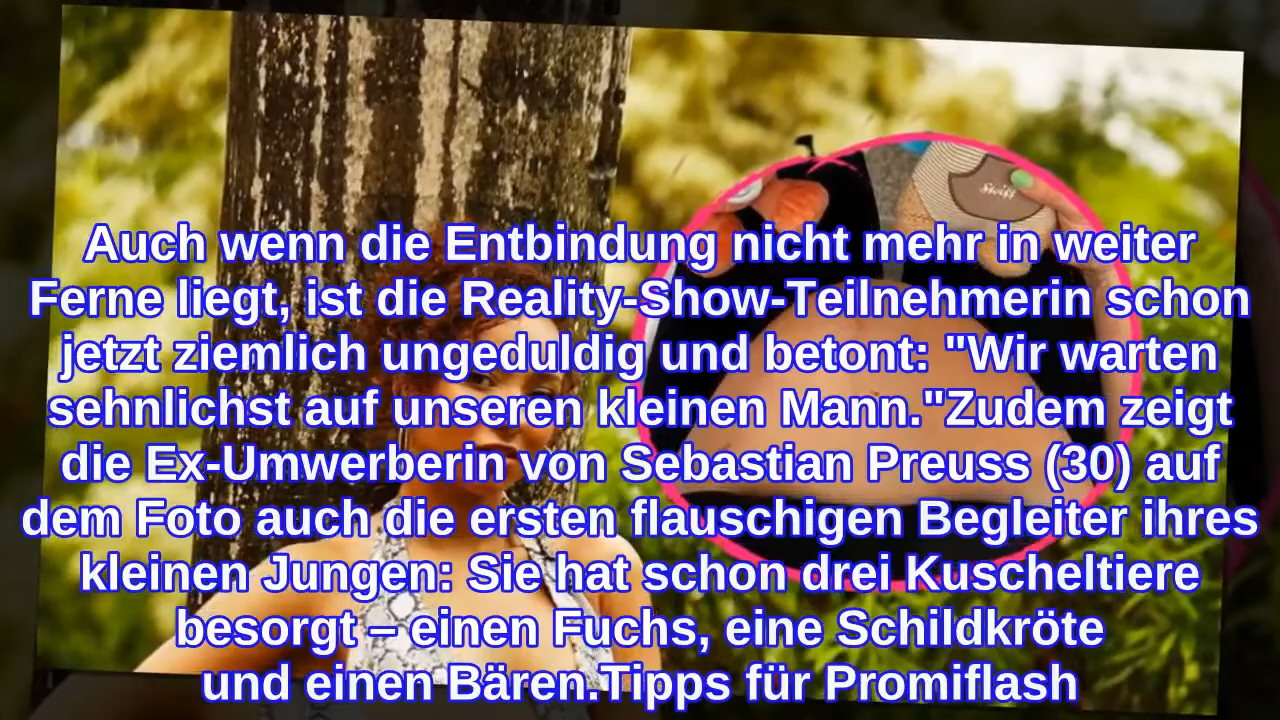 Steiff
Auch wenn die Entbindung nicht mehr in weiter
Ferne liegt, ist die Reality-Show-Teilnehmerin schon
jetzt ziemlich ungeduldig und betont: "Wir warten
sehnlichst auf unseren kleinen Mann."Zudem zeigt
die Ex-Umwerberin von Sebastian Preuss (30) auf
dem Foto auch die ersten flauschigen Begleiter ihres
kleinen Jungen: Sie hat schon drei Kuscheltiere
besorgt – einen Fuchs, eine Schildkröte
und einen Bären.Tipps für Promiflash